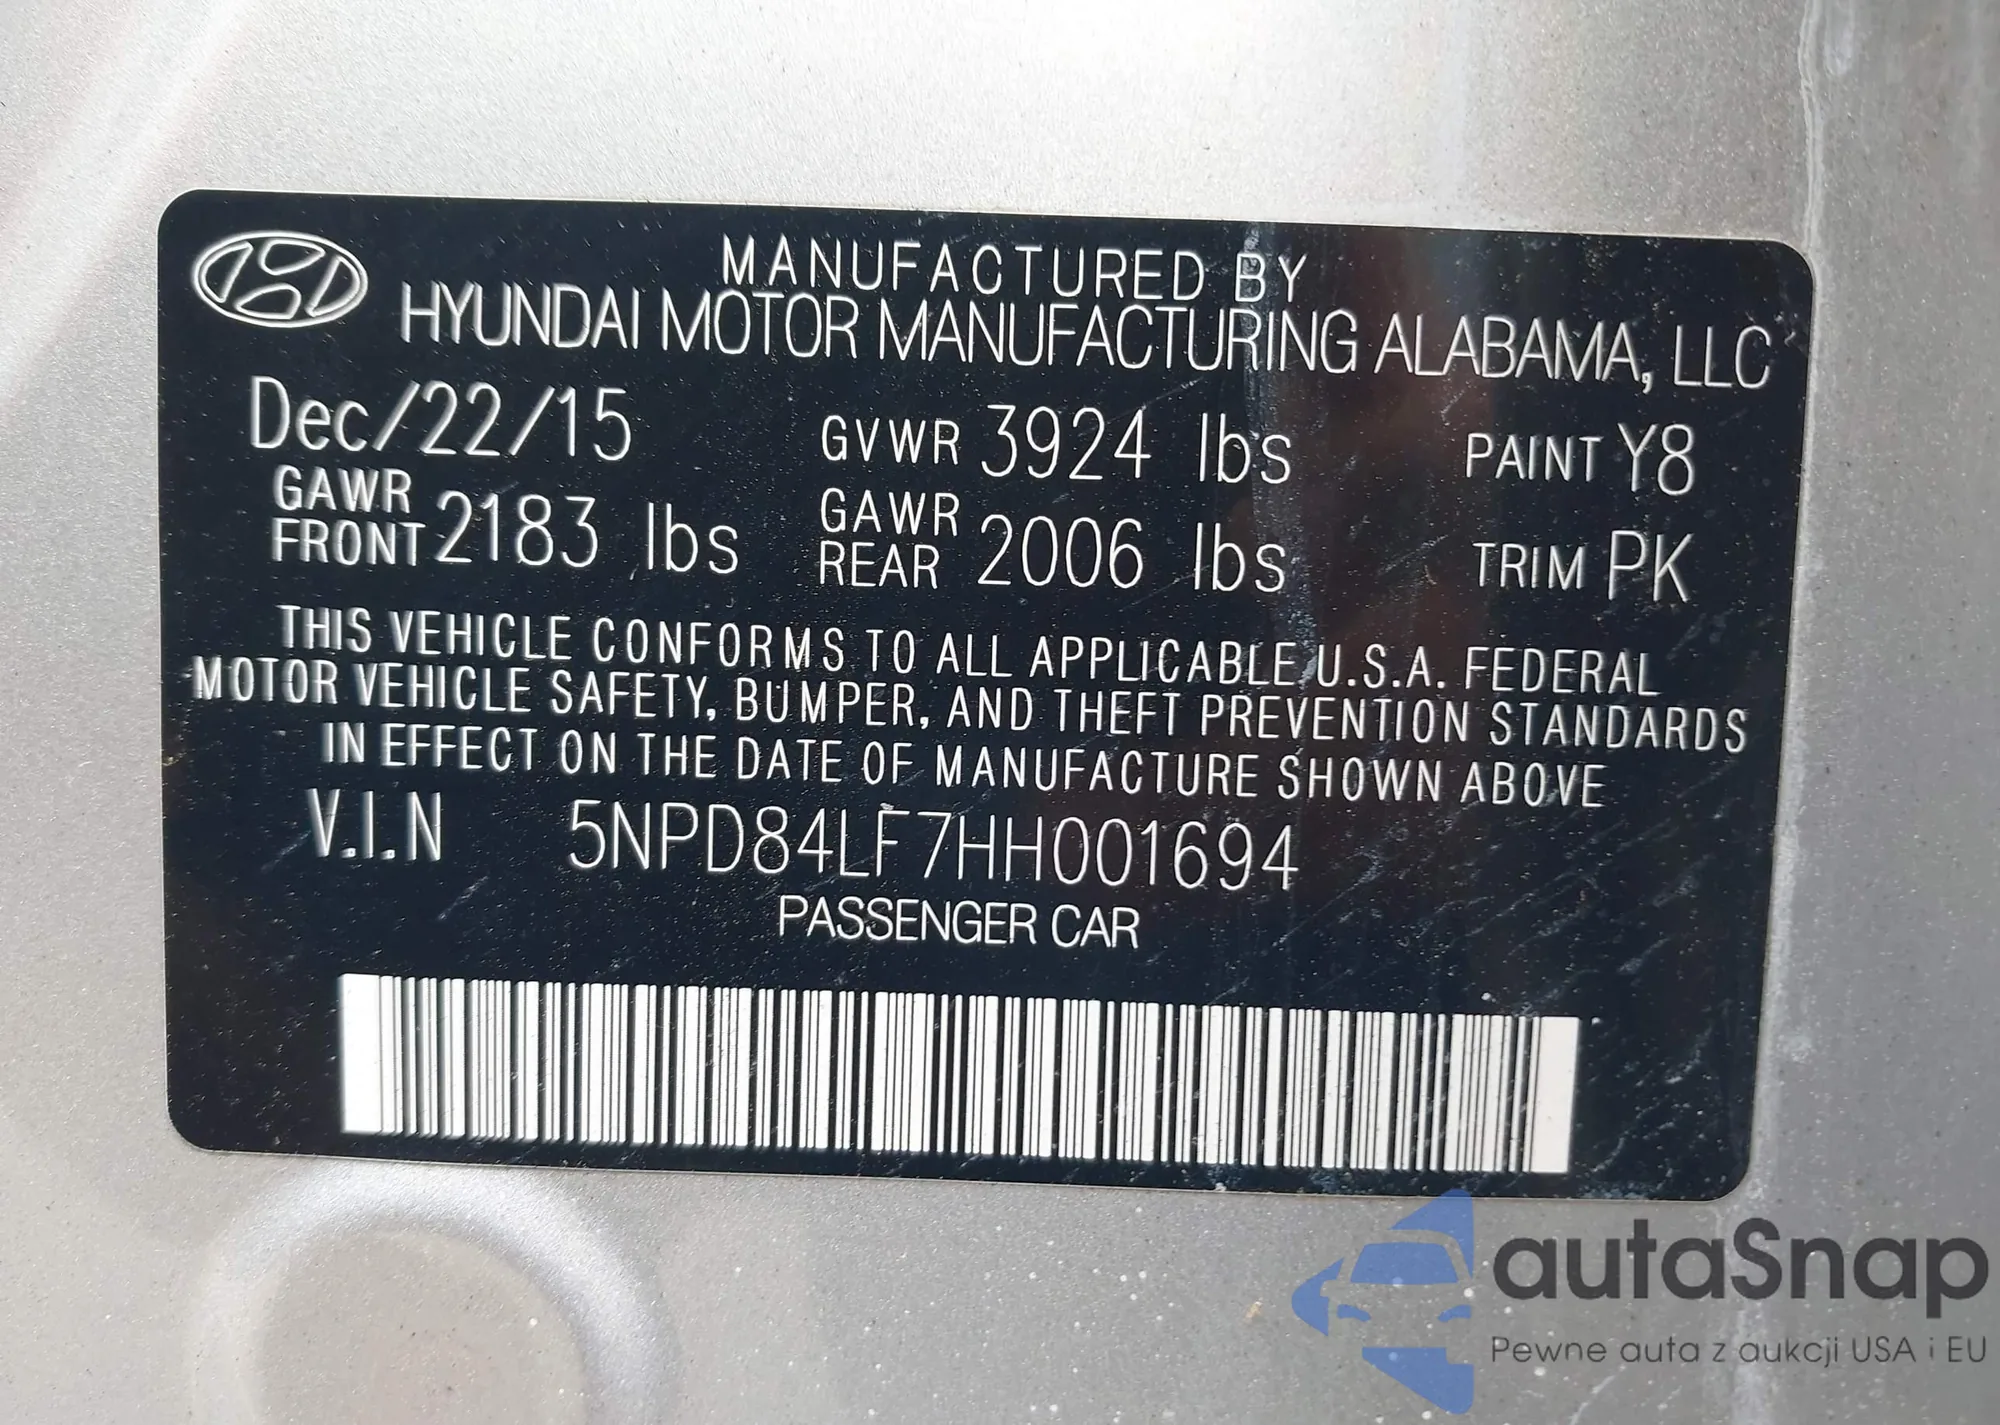 MANUFACTURED BY
HYUNDAI MOTOR MANUFACTURING ALABAMA, LLC
Dec/22/15 GVWR 3924 lbs PAINT Y8
GAWR FRONT 2183 lbs GAWR REAR 2006 lbs TRIM PK
THIS VEHICLE CONFORMS TO ALL APPLICABLE U.S.A. FEDERAL
MOTOR VEHICLE SAFETY, BUMPER, AND THEFT PREVENTION STANDARDS
IN EFFECT ON THE DATE OF MANUFACTURE SHOWN ABOVE
V.I.N 5NPD84LF7HH001694
PASSENGER CAR
autaSnap
Pewne auta z aukcji USA i EU